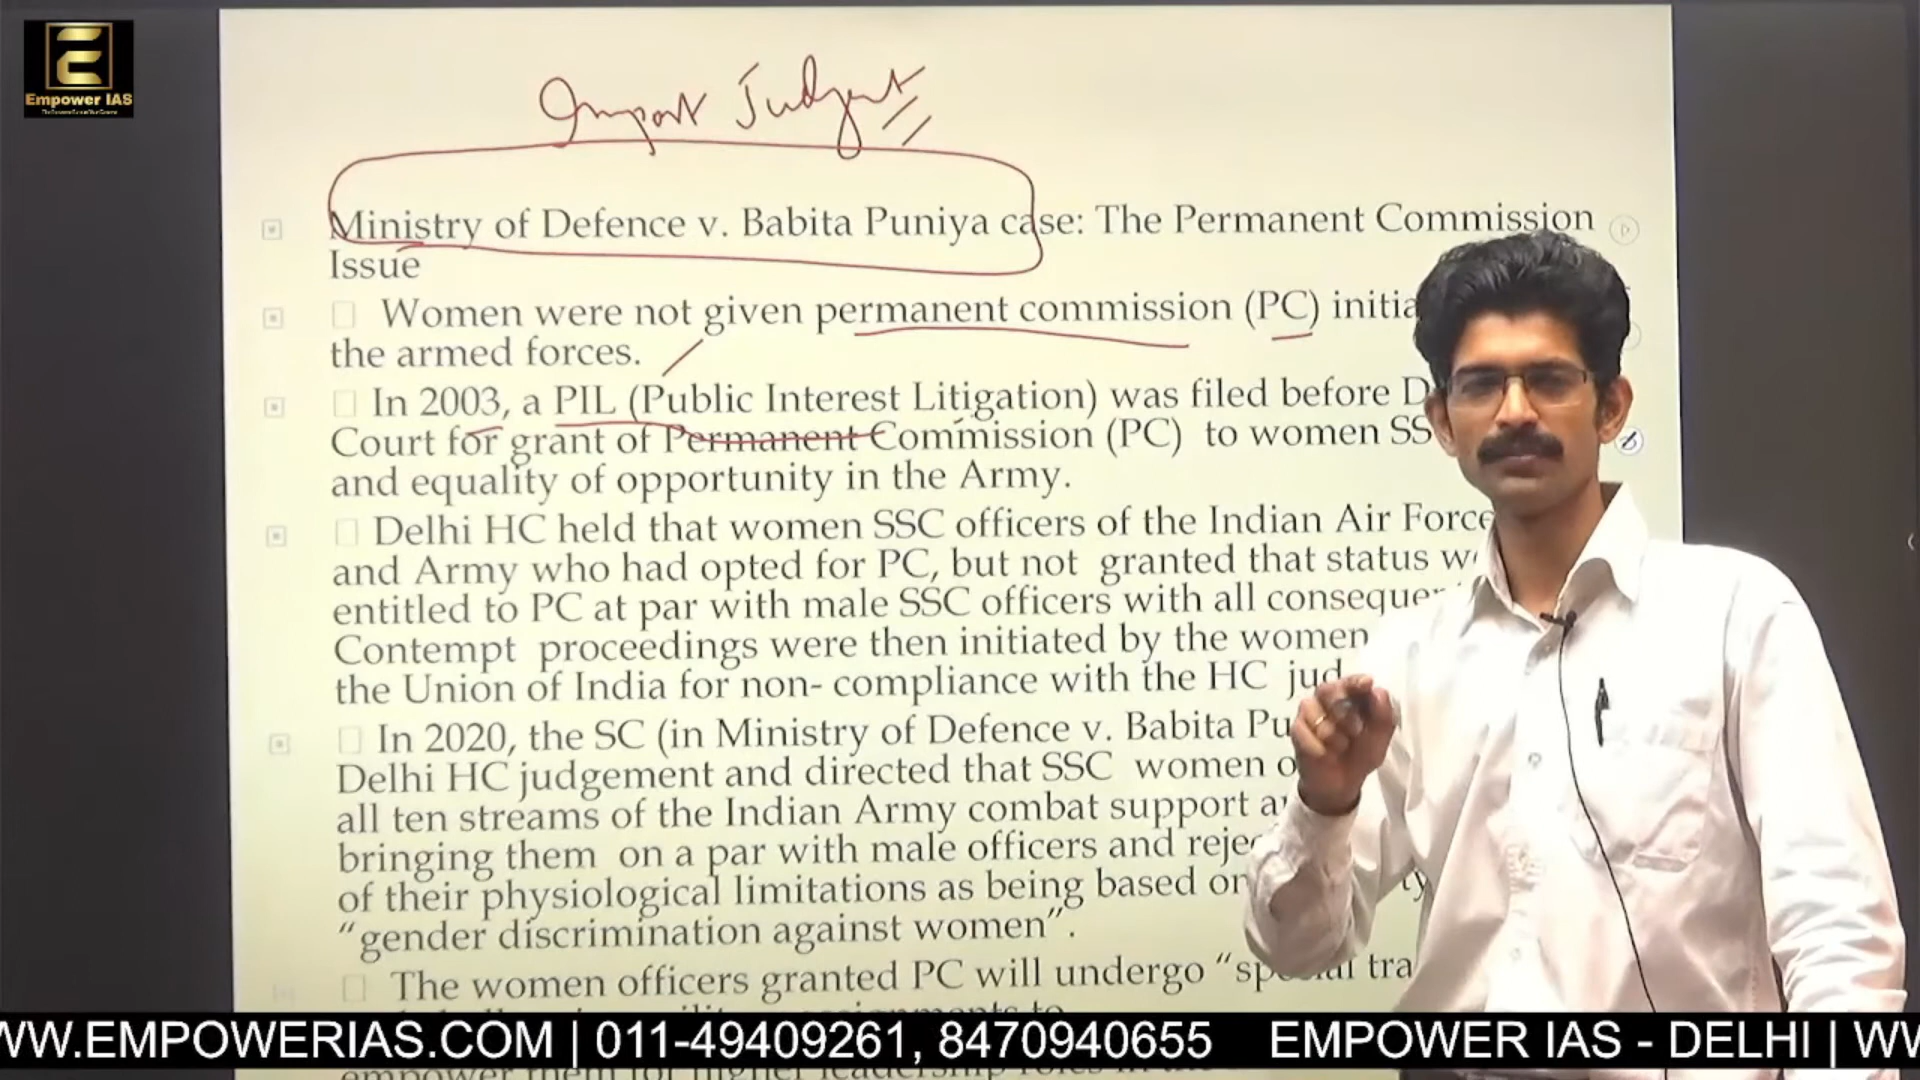 Empower IAS
Import Judgent
Ministry of Defence v. Babita Puniya case: The Permanent Commission
Issue
Women were not given permanent commission (PC) initia
the armed forces.
In 2003, a PIL (Public Interest Litigation) was filed before D
Court for grant of Permanent Commission (PC) to women SS
and equality of opportunity in the Army.
Delhi HC held that women SSC officers of the Indian Air Force
and Army who had opted for PC, but not granted that status w
entitled to PC at par with male SSC officers with all consequen
Contempt proceedings were then initiated by the women
the Union of India for non- compliance with the HC jud
In 2020, the SC (in Ministry of Defence v. Babita Pu
Delhi HC judgement and directed that SSC women o
all ten streams of the Indian Army combat support a
bringing them on a par with male officers and reje
of their physiological limitations as being based on ty
“gender discrimination against women”.
The women officers granted PC will undergo “special tra
WW.EMPOWERIAS.COM | 011-49409261, 8470940655 EMPOWER IAS - DELHI | WW